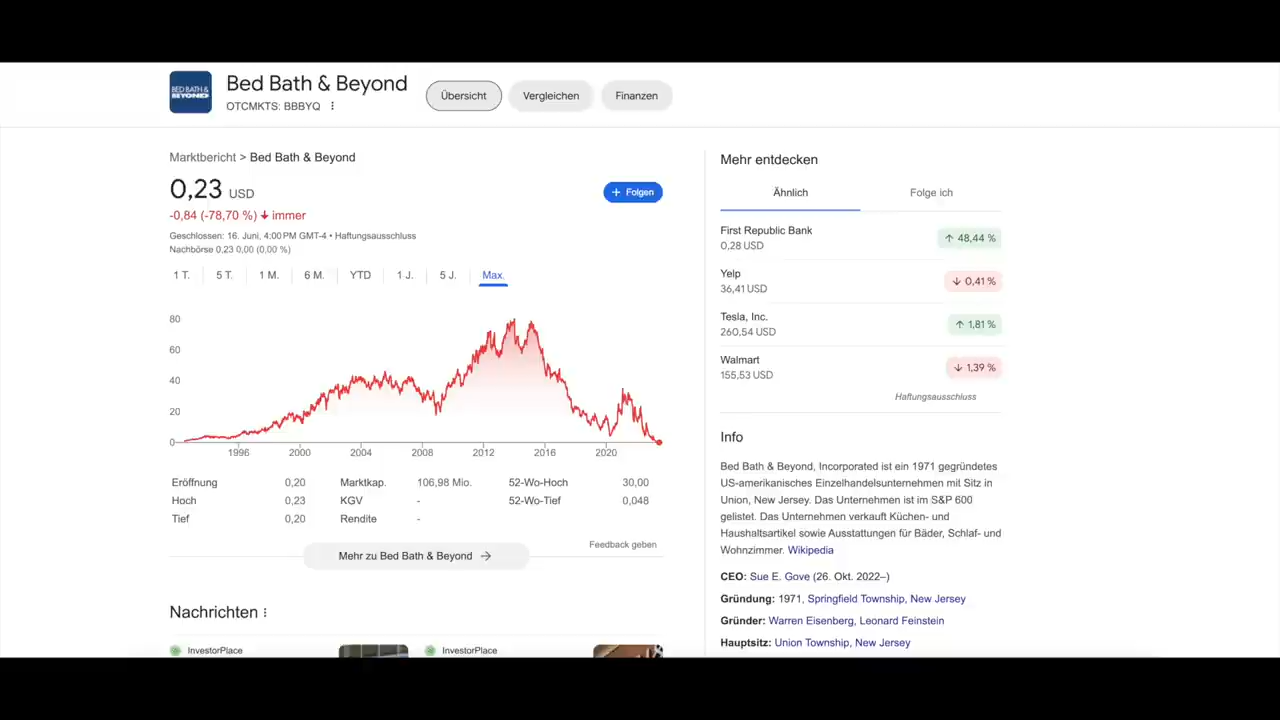 BED BATH &
BEYOND
Bed Bath & Beyond
OTCMKTS: BBBYQ
Übersicht
Vergleichen
Finanzen
Marktbericht > Bed Bath & Beyond
0,23 USD
+ Folgen
-0,84 (-78,70 %) ↓ immer
Geschlossen: 16. Juni, 4:00 PM GMT-4 • Haftungsausschluss
Nachbörse 0,23 0,00 (0,00 %)
1 T. 5 T. 1 M. 6 M. YTD 1 J. 5 J. Max.
80
60
40
20
0
1996 2000 2004 2008 2012 2016 2020
Eröffnung 0,20 Marktkap. 106,98 Mio. 52-Wo-Hoch 30,00
Hoch 0,23 KGV - 52-Wo-Tief 0,048
Tief 0,20 Rendite -
Feedback geben
Mehr zu Bed Bath & Beyond →
Nachrichten
InvestorPlace
InvestorPlace
Mehr entdecken
Ähnlich Folge ich
First Republic Bank
0,28 USD
↑ 48,44 %
Yelp
36,41 USD
↓ 0,41 %
Tesla, Inc.
260,54 USD
↑ 1,81 %
Walmart
155,53 USD
↓ 1,39 %
Haftungsausschluss
Info
Bed Bath & Beyond, Incorporated ist ein 1971 gegründetes
US-amerikanisches Einzelhandelsunternehmen mit Sitz in
Union, New Jersey. Das Unternehmen ist im S&P 600
gelistet. Das Unternehmen verkauft Küchen- und
Haushaltsartikel sowie Ausstattungen für Bäder, Schlaf- und
Wohnzimmer. Wikipedia
CEO: Sue E. Gove (26. Okt. 2022–)
Gründung: 1971, Springfield Township, New Jersey
Gründer: Warren Eisenberg, Leonard Feinstein
Hauptsitz: Union Township, New Jersey